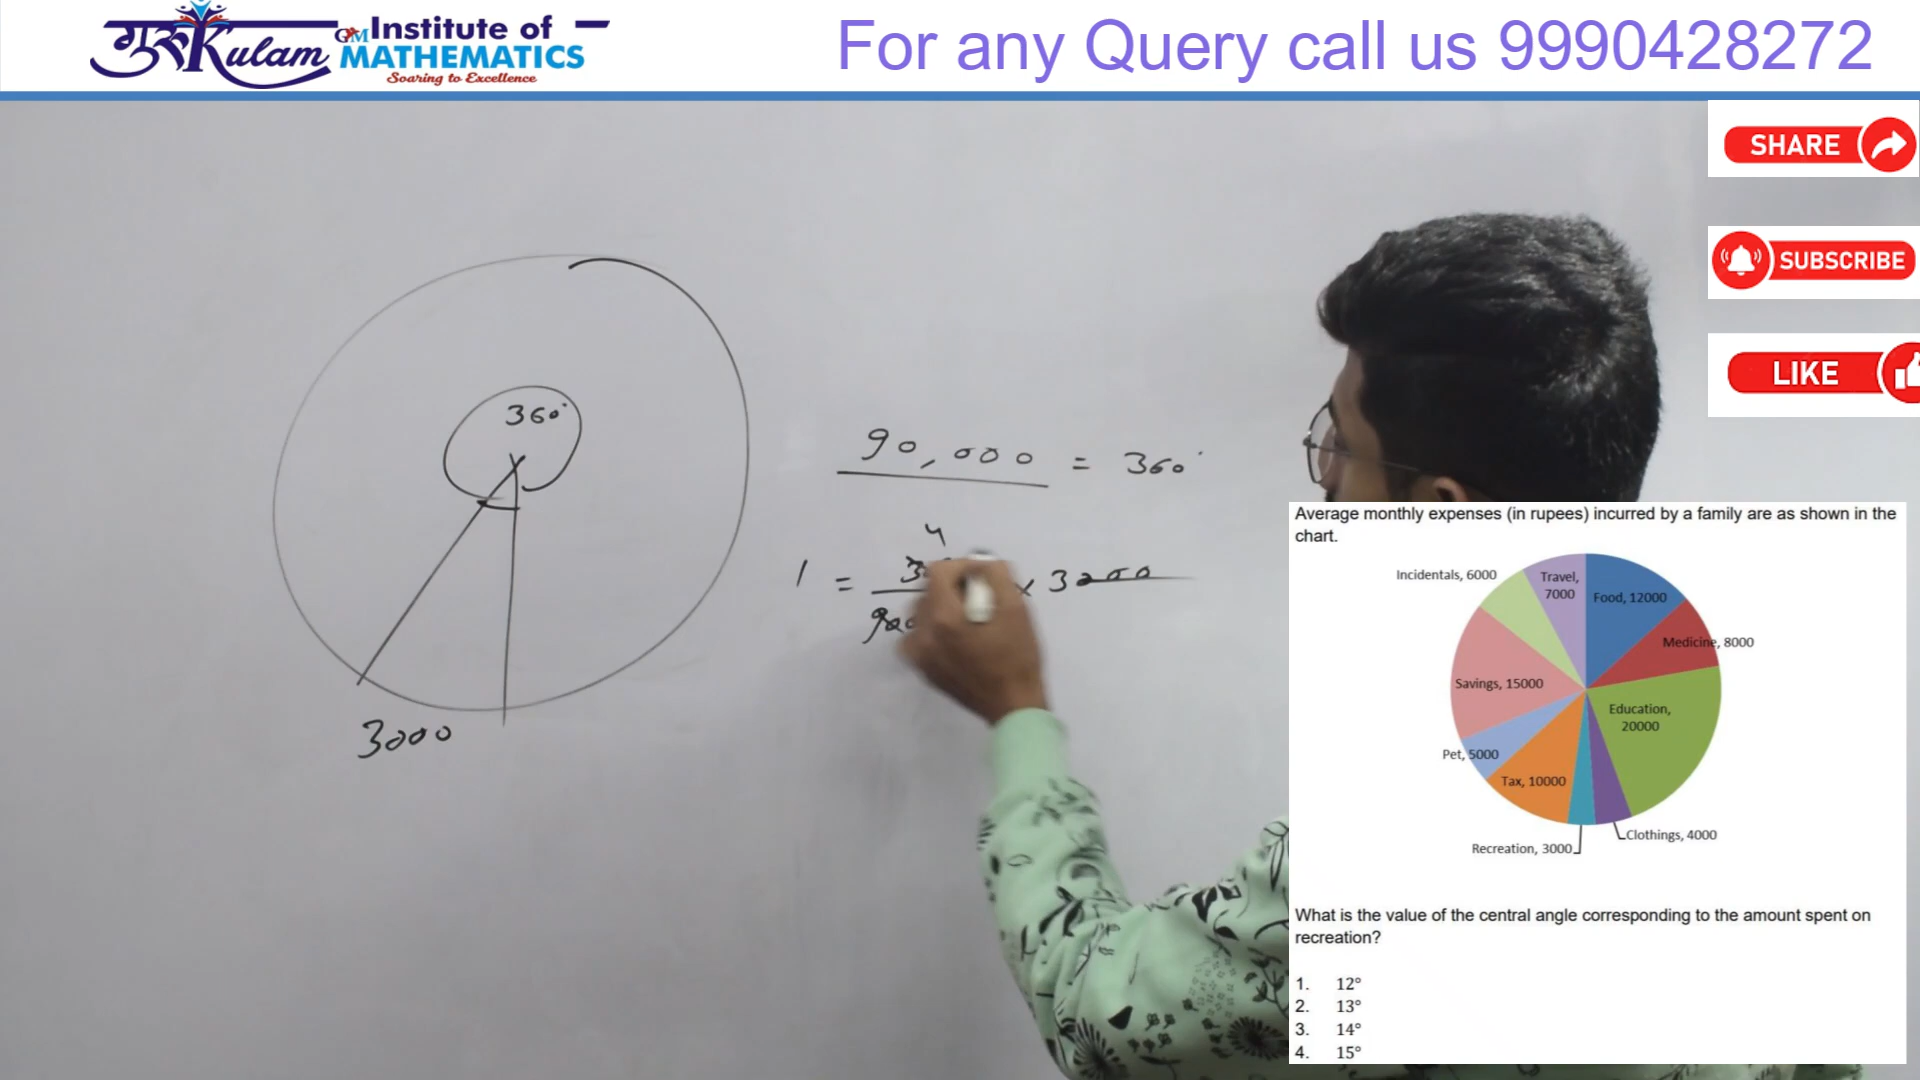 गुरुKulam
GM Institute of
MATHEMATICS
Soaring to Excellence
For any Query call us 9990428272
SHARE
SUBSCRIBE
LIKE
360°
3000
90,000 = 360°
4
1 =
× 3000
Average monthly expenses (in rupees) incurred by a family are as shown in the
chart.
Incidentals, 6000
Travel,
7000
Food, 12000
Medicine, 8000
Savings, 15000
Education,
20000
Pet, 5000
Tax, 10000
Clothings, 4000
Recreation, 3000
What is the value of the central angle corresponding to the amount spent on
recreation?
1. 12°
2. 13°
3. 14°
4. 15°